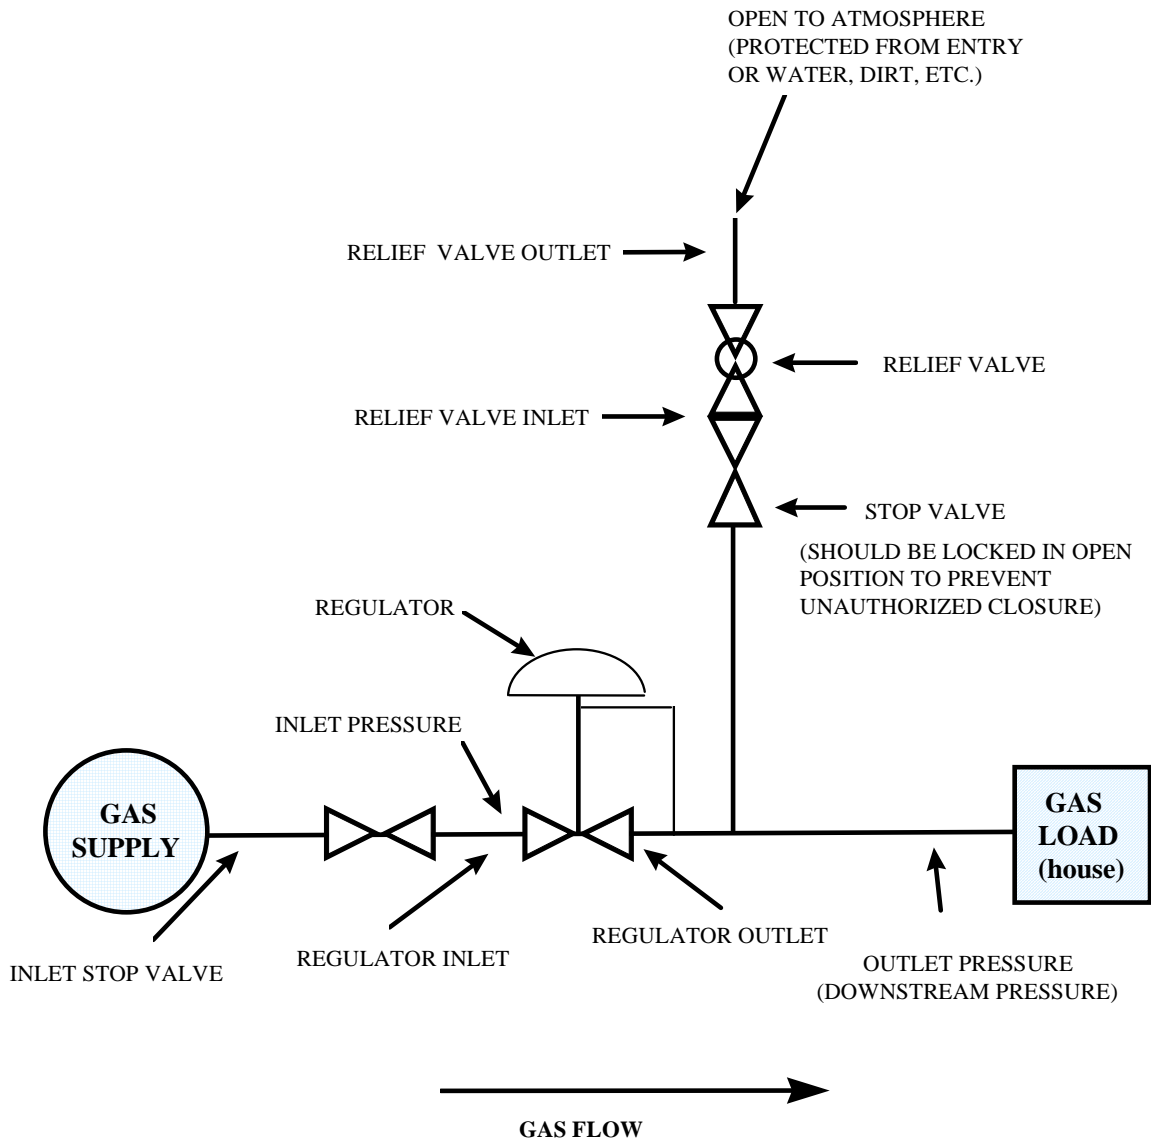 OPEN TO ATMOSPHERE
(PROTECTED FROM ENTRY
OR WATER, DIRT, ETC.)
RELIEF VALVE OUTLET
RELIEF VALVE
RELIEF VALVE INLET
STOP VALVE
(SHOULD BE LOCKED IN OPEN
POSITION TO PREVENT
UNAUTHORIZED CLOSURE)
REGULATOR
INLET PRESSURE
GAS
SUPPLY
GAS
LOAD
(house)
REGULATOR OUTLET
REGULATOR INLET
INLET STOP VALVE
OUTLET PRESSURE
(DOWNSTREAM PRESSURE)
GAS FLOW